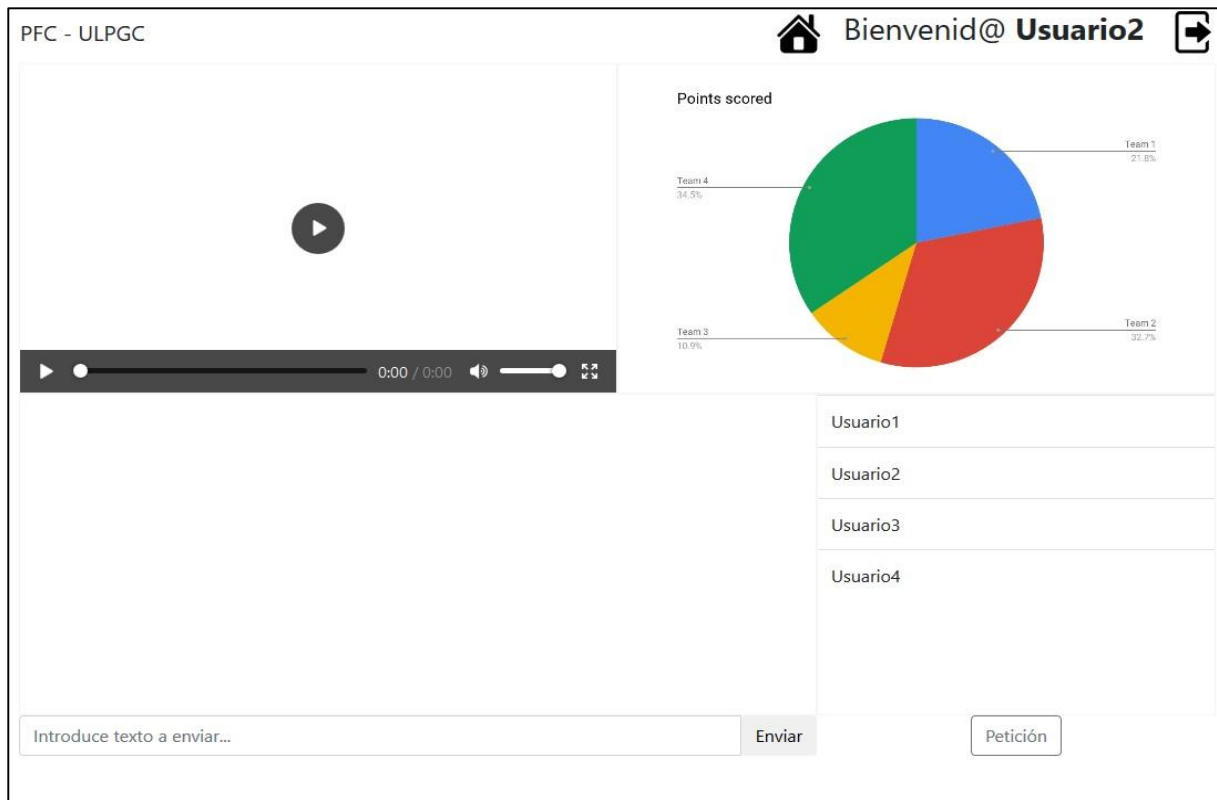 PFC - ULPGC
Bienvenid@ Usuario2
Points scored
Team 1
21.8%
Team 4
34.5%
Team 2
32.7%
Team 3
10.9%
0:00 / 0:00
Usuario1
Usuario2
Usuario3
Usuario4
Introduce texto a enviar...
Enviar
Petición